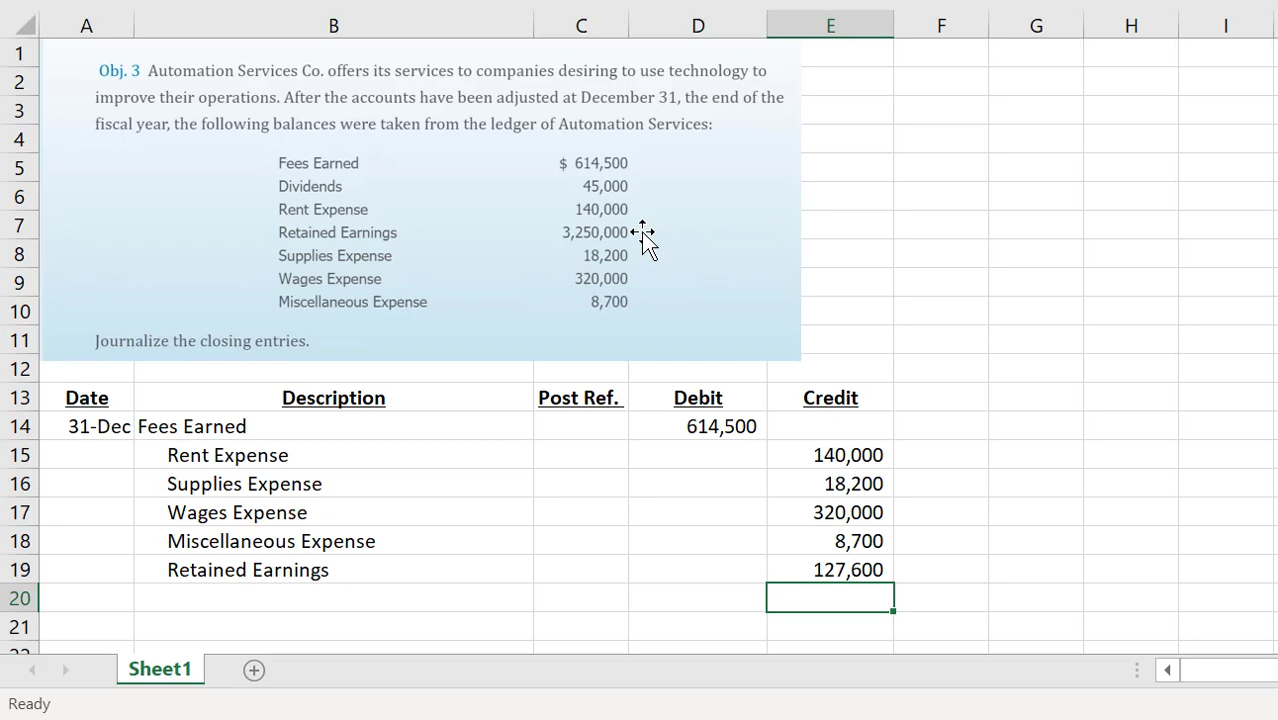 A B C D E F G H I
1
2 Obj. 3 Automation Services Co. offers its services to companies desiring to use technology to
3 improve their operations. After the accounts have been adjusted at December 31, the end of the
4 fiscal year, the following balances were taken from the ledger of Automation Services:
5 Fees Earned $ 614,500
6 Dividends 45,000
7 Rent Expense 140,000
8 Retained Earnings 3,250,000
9 Supplies Expense 18,200
10 Wages Expense 320,000
Miscellaneous Expense 8,700
11 Journalize the closing entries.
12
13 Date Description Post Ref. Debit Credit
14 31-Dec Fees Earned 614,500
15 Rent Expense 140,000
16 Supplies Expense 18,200
17 Wages Expense 320,000
18 Miscellaneous Expense 8,700
19 Retained Earnings 127,600
20
21
22
Sheet1
Ready